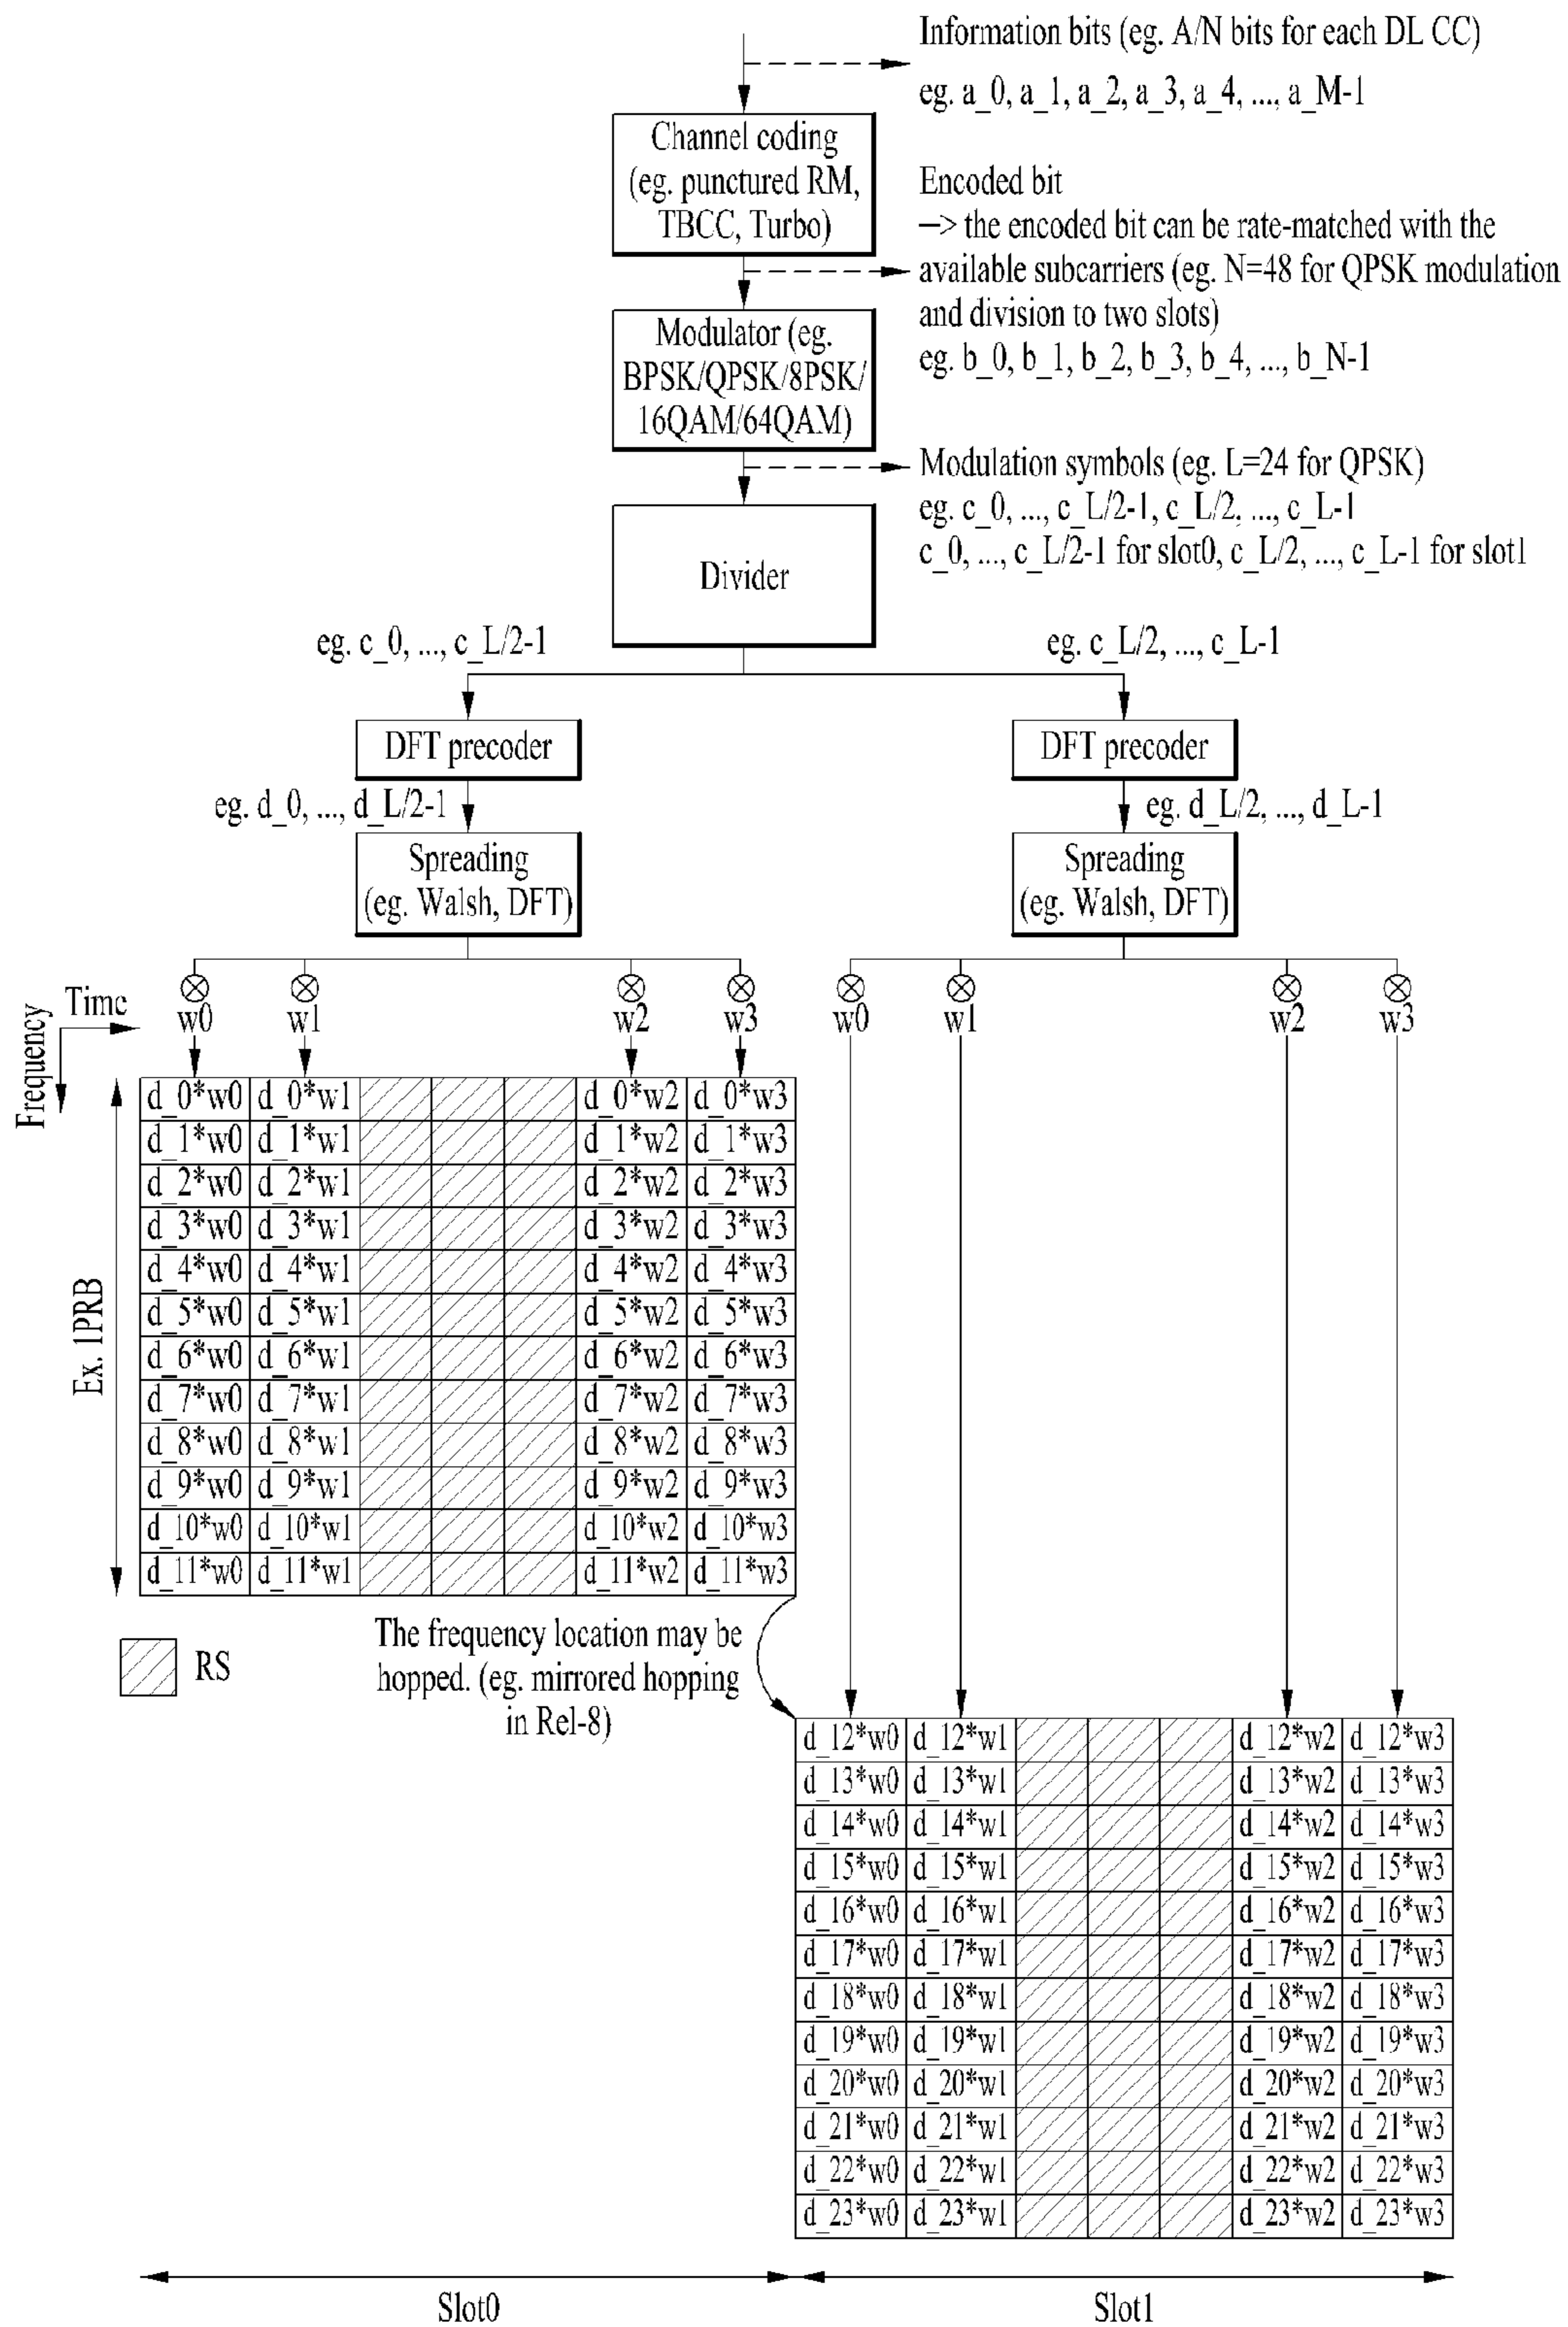 Information bits (eg. A/N bits for each DL CC)
eg. a_0, a_1, a_2, a_3, a_4, ..., a_M-1
Channel coding
(eg. punctured RM,
TBCC, Turbo)
Encoded bit
—> the encoded bit can be rate-matched with the
available subcarriers (eg. N=48 for QPSK modulation
and division to two slots)
eg. b_0, b_1, b_2, b_3, b_4, ..., b_N-1
Modulator (eg.
BPSK/QPSK/8PSK/
16QAM/64QAM)
Modulation symbols (eg. L=24 for QPSK)
eg. c_0, ..., c_L/2-1, c_L/2, ..., c_L-1
c_0, ..., c_L/2-1 for slot0, c_L/2, ..., c_L-1 for slot1
Divider
eg. c_0, ..., c_L/2-1
eg. c_L/2, ..., c_L-1
DFT precoder
DFT precoder
eg. d_0, ..., d_L/2-1
eg. d_L/2, ..., d_L-1
Spreading
(eg. Walsh, DFT)
Spreading
(eg. Walsh, DFT)
Time
Frequency
w0 w1 w2 w3 w0 w1 w2 w3
Ex. 1PRB
d_0*w0 d_0*w1 d_0*w2 d_0*w3
d_1*w0 d_1*w1 d_1*w2 d_1*w3
d_2*w0 d_2*w1 d_2*w2 d_2*w3
d_3*w0 d_3*w1 d_3*w2 d_3*w3
d_4*w0 d_4*w1 d_4*w2 d_4*w3
d_5*w0 d_5*w1 d_5*w2 d_5*w3
d_6*w0 d_6*w1 d_6*w2 d_6*w3
d_7*w0 d_7*w1 d_7*w2 d_7*w3
d_8*w0 d_8*w1 d_8*w2 d_8*w3
d_9*w0 d_9*w1 d_9*w2 d_9*w3
d_10*w0 d_10*w1 d_10*w2 d_10*w3
d_11*w0 d_11*w1 d_11*w2 d_11*w3
RS
The frequency location may be
hopped. (eg. mirrored hopping
in Rel-8)
d_12*w0 d_12*w1 d_12*w2 d_12*w3
d_13*w0 d_13*w1 d_13*w2 d_13*w3
d_14*w0 d_14*w1 d_14*w2 d_14*w3
d_15*w0 d_15*w1 d_15*w2 d_15*w3
d_16*w0 d_16*w1 d_16*w2 d_16*w3
d_17*w0 d_17*w1 d_17*w2 d_17*w3
d_18*w0 d_18*w1 d_18*w2 d_18*w3
d_19*w0 d_19*w1 d_19*w2 d_19*w3
d_20*w0 d_20*w1 d_20*w2 d_20*w3
d_21*w0 d_21*w1 d_21*w2 d_21*w3
d_22*w0 d_22*w1 d_22*w2 d_22*w3
d_23*w0 d_23*w1 d_23*w2 d_23*w3
Slot0
Slot1